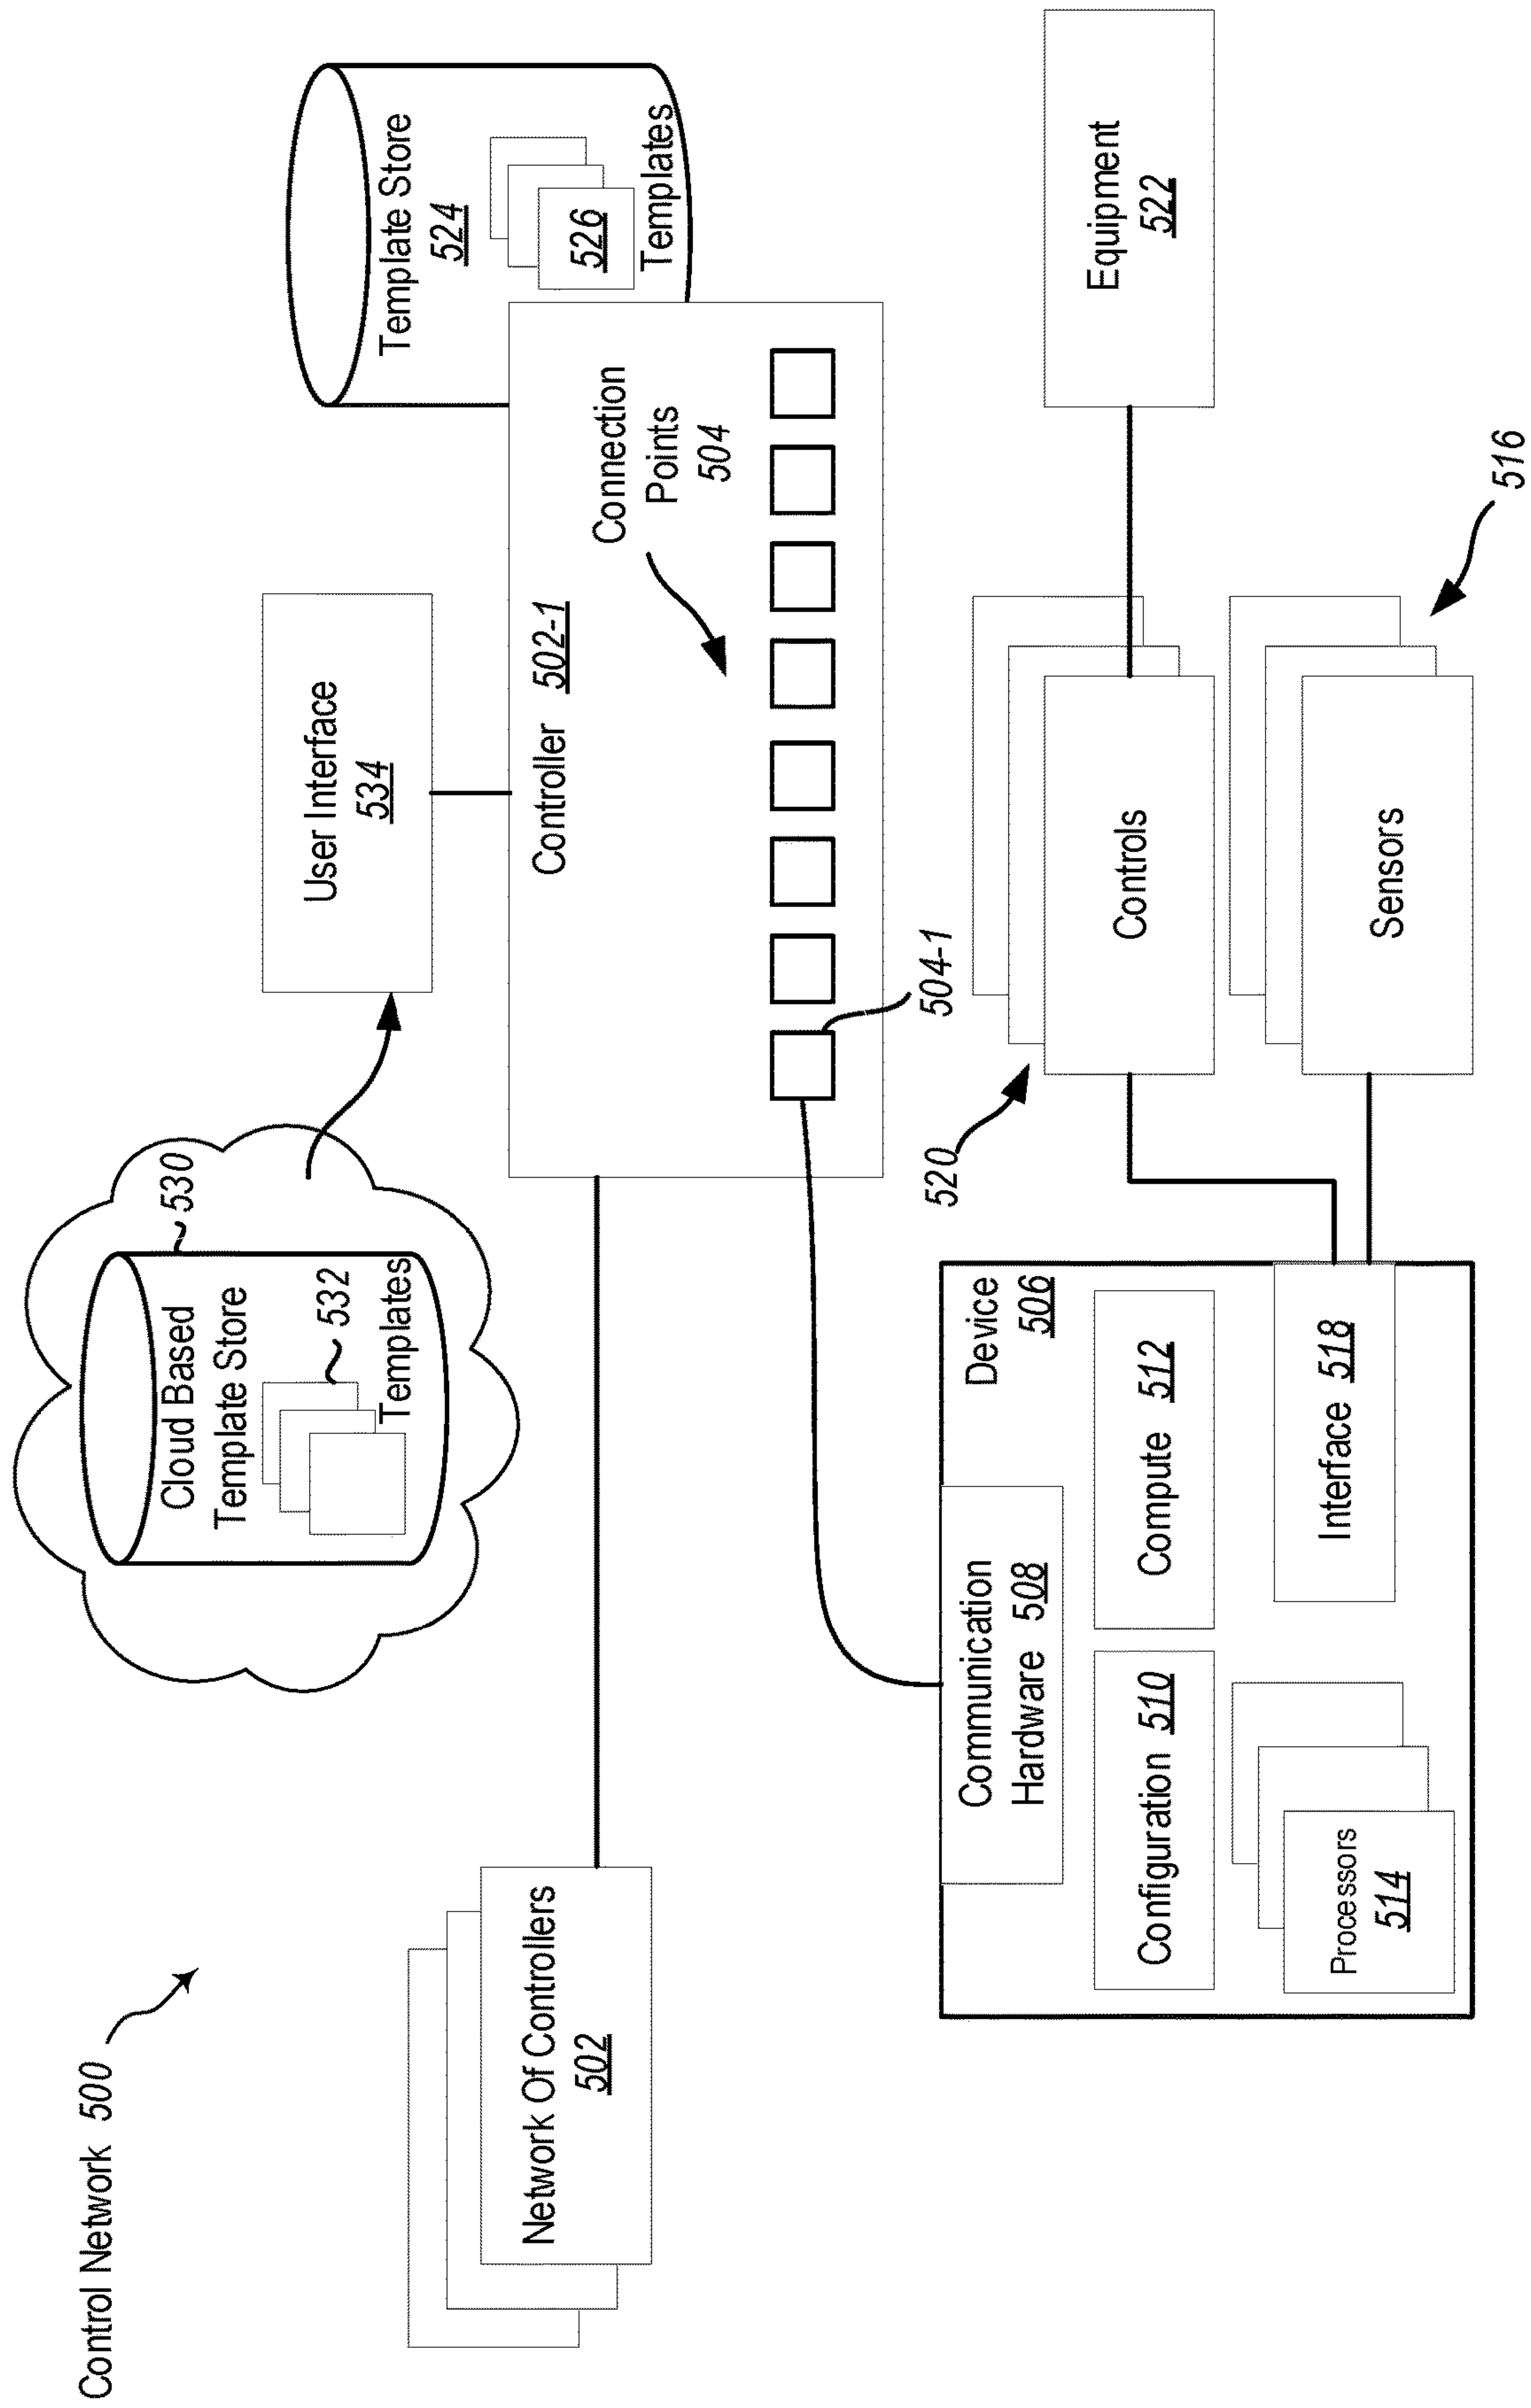 Control Network 500
Cloud Based
Template Store
530
532
Templates
User Interface
534
Template Store
524
526
Templates
Network Of Controllers
502
Controller 502-1
Connection
Points
504
504-1
Communication
Hardware 508
Device
506
Configuration 510
Compute 512
Processors
514
Interface 518
520
Controls
Equipment
522
Sensors
516